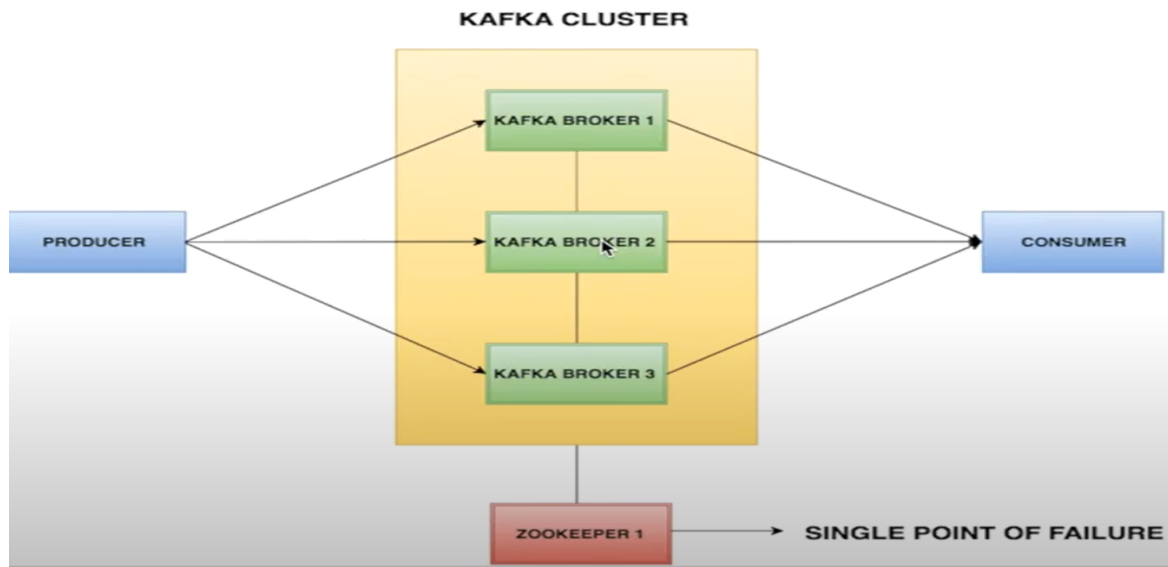 KAFKA CLUSTER
KAFKA BROKER 1
PRODUCER
KAFKA BROKER 2
CONSUMER
KAFKA BROKER 3
ZOOKEEPER 1
SINGLE POINT OF FAILURE